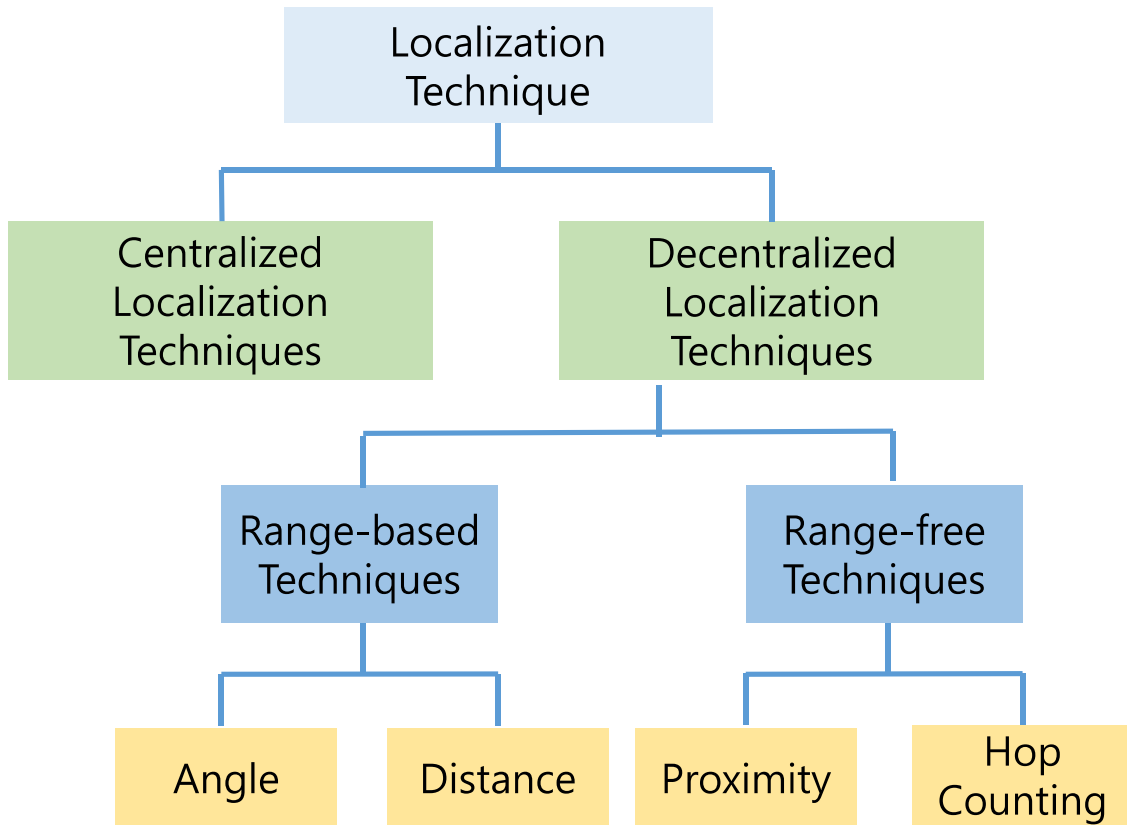 Localization
Technique
Centralized
Localization
Techniques
Decentralized
Localization
Techniques
Range-based
Techniques
Range-free
Techniques
Angle
Distance
Proximity
Hop
Counting